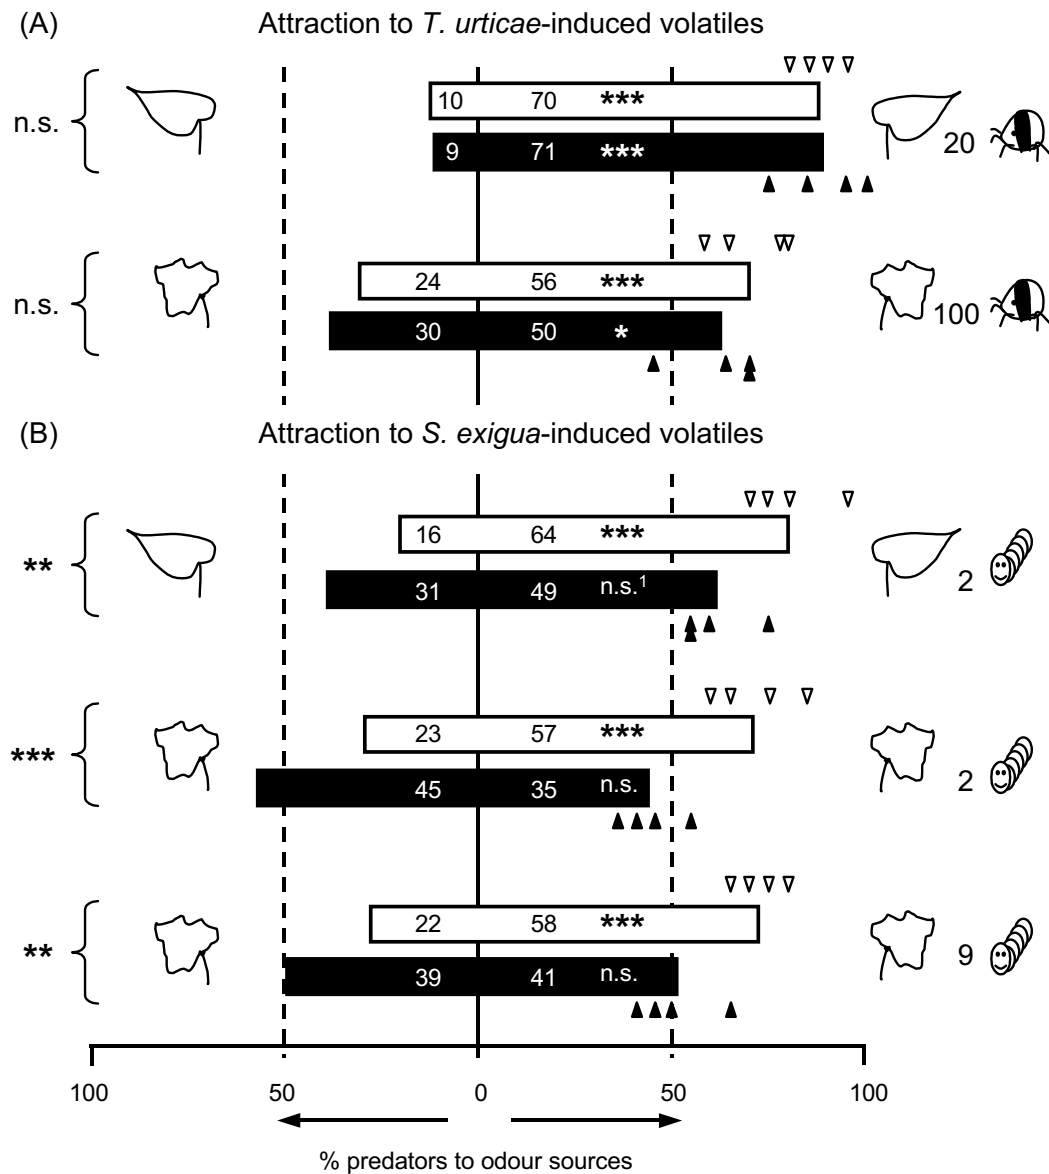 (A) Attraction to T. urticae-induced volatiles
10 70 ***
n.s.
9 71 *** 20
24 56 ***
n.s. 100
30 50 *
(B) Attraction to S. exigua-induced volatiles
16 64 ***
** 2
31 49 n.s.1
23 57 ***
*** 2
45 35 n.s.
22 58 ***
** 9
39 41 n.s.
100 50 0 50 100
% predators to odour sources